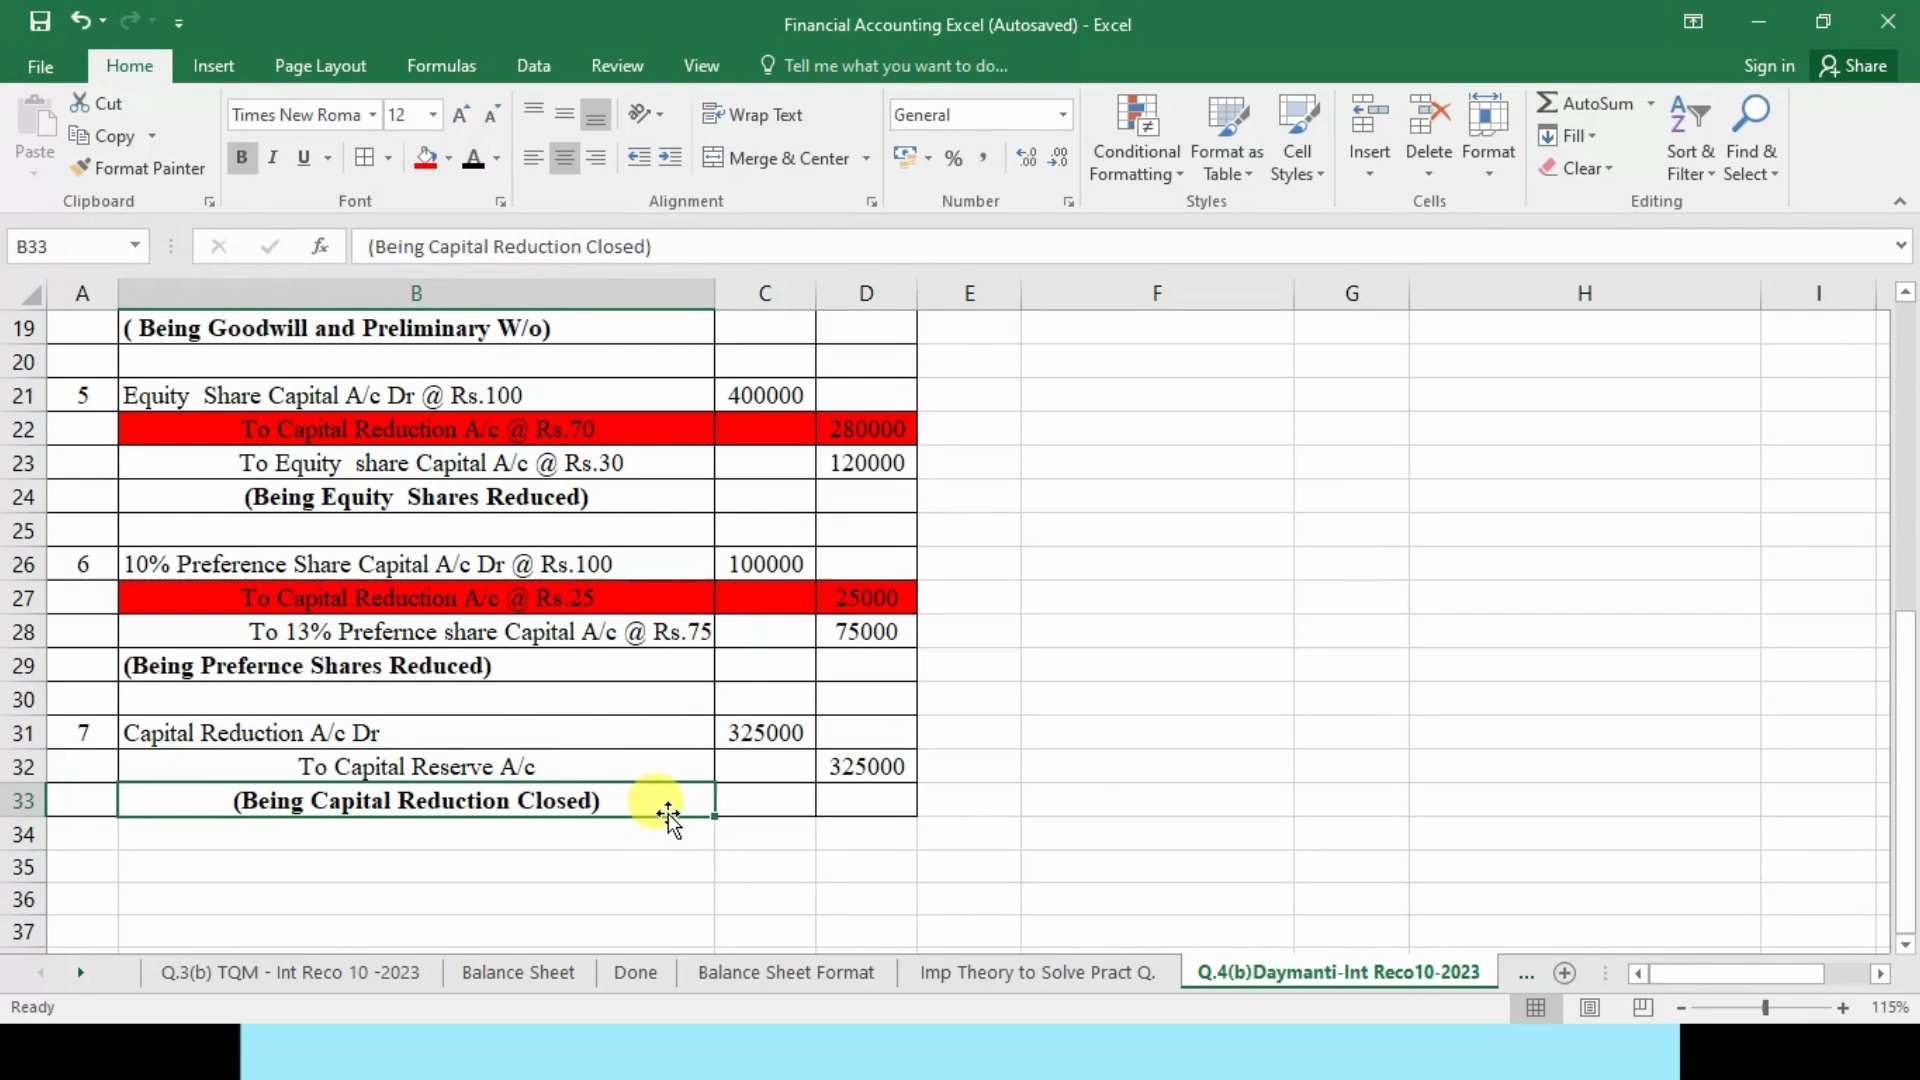 Financial Accounting Excel (Autosaved) - Excel
File Home Insert Page Layout Formulas Data Review View Tell me what you want to do... Sign in Share
Paste
Cut
Copy
Format Painter
Clipboard
Times New Roma 12
B I U A
Font
Wrap Text
Merge & Center
Alignment
General
% ,
Number
Conditional Formatting
Format as Table
Cell Styles
Styles
Insert Delete Format
Cells
AutoSum
Fill
Clear
Sort & Filter
Find & Select
Editing
B33 fx (Being Capital Reduction Closed)
A B C D E F G H I
19 ( Being Goodwill and Preliminary W/o)
20
21 5 Equity  Share Capital A/c Dr @ Rs.100 400000
22 To Capital Reduction A/c @ Rs.70 280000
23 To Equity  share Capital A/c @ Rs.30 120000
24 (Being Equity  Shares Reduced)
25
26 6 10% Preference Share Capital A/c Dr @ Rs.100 100000
27 To Capital Reduction A/c @ Rs.25 25000
28 To 13% Prefernce share Capital A/c @ Rs.75 75000
29 (Being Prefernce Shares Reduced)
30
31 7 Capital Reduction A/c Dr 325000
32 To Capital Reserve A/c 325000
33 (Being Capital Reduction Closed)
34
35
36
37
Q.3(b) TQM - Int Reco 10 -2023 Balance Sheet Done Balance Sheet Format Imp Theory to Solve Pract Q. Q.4(b)Daymanti-Int Reco10-2023 ...
Ready 115%